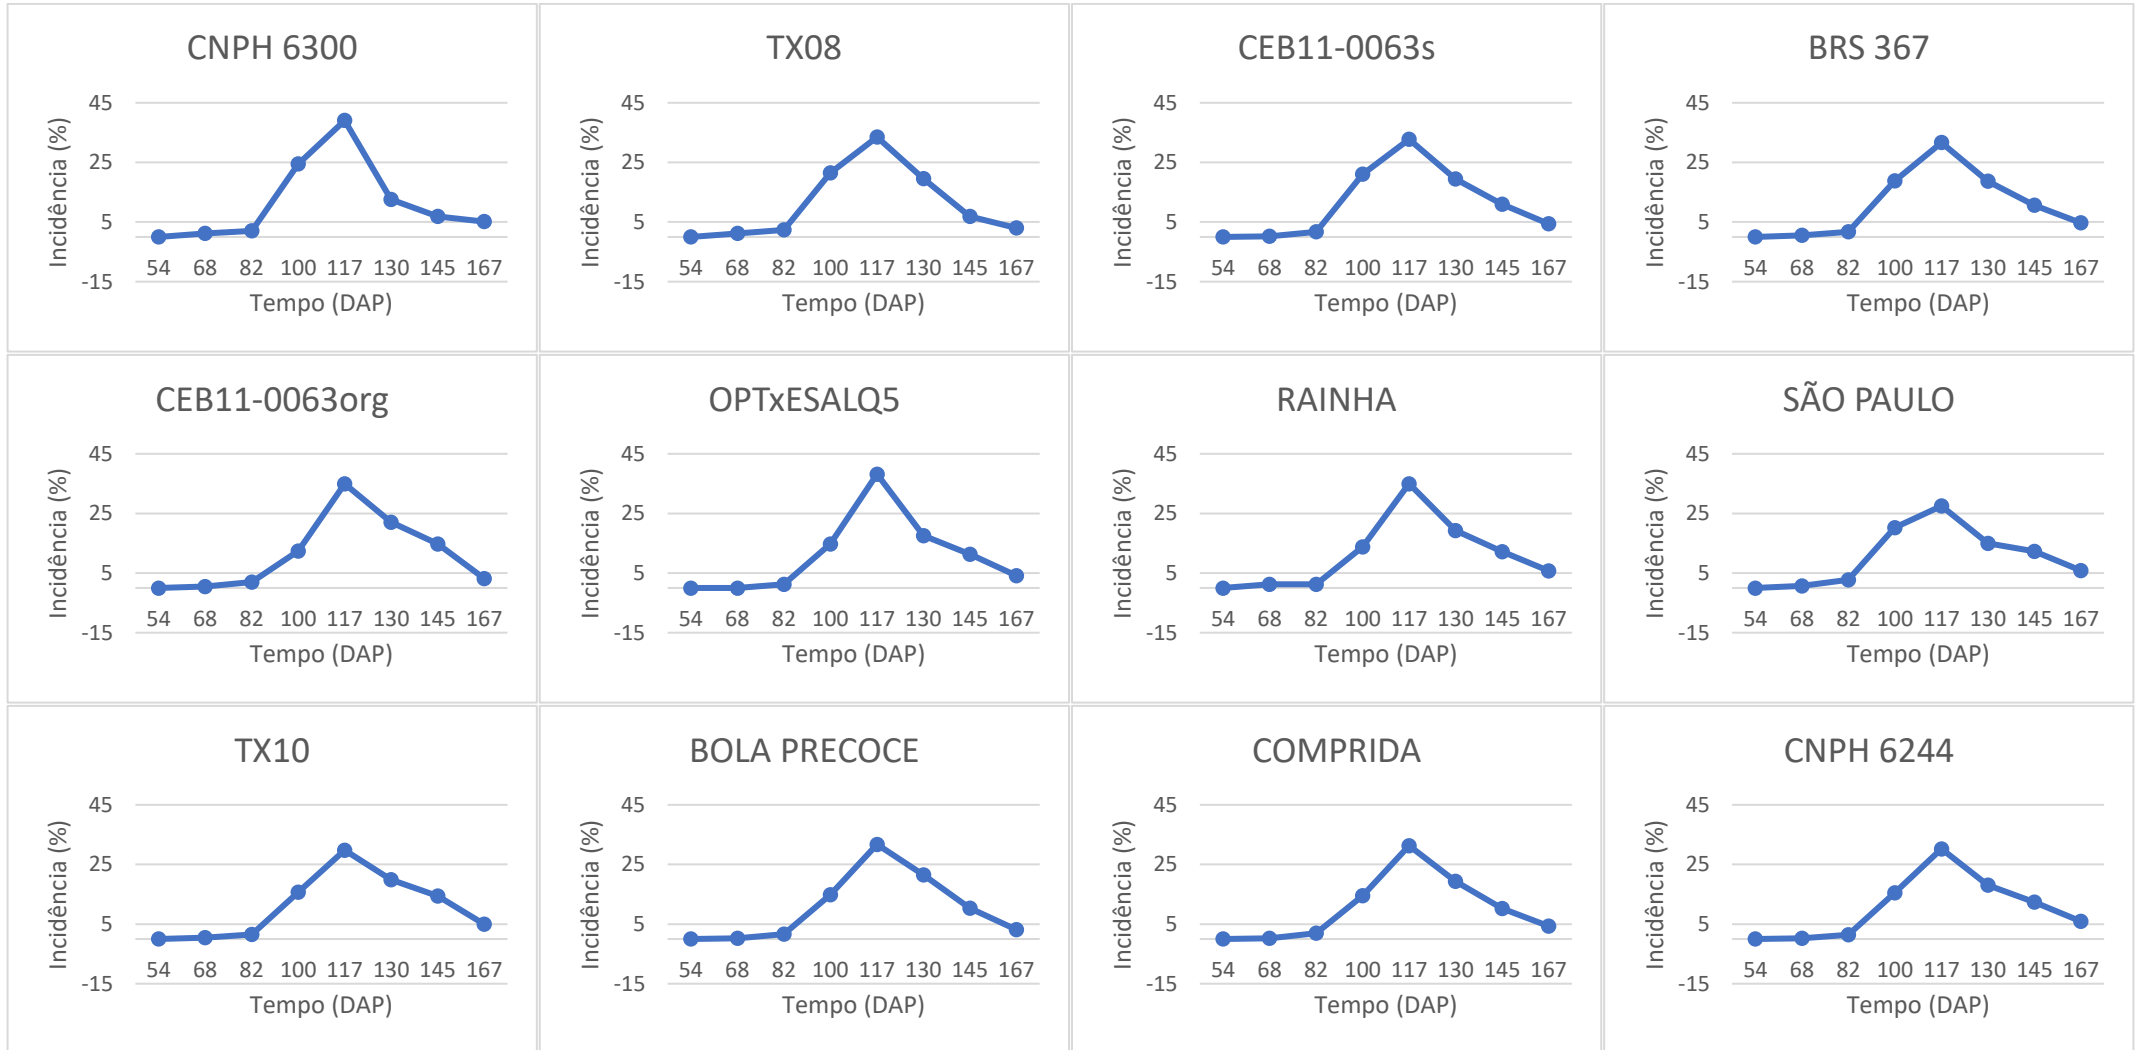 CNPH 6300
45
25
5
-15
Incidência (%)
54 68 82 100 117 130 145 167
Tempo (DAP)
TX08
45
25
5
-15
Incidência (%)
54 68 82 100 117 130 145 167
Tempo (DAP)
CEB11-0063s
45
25
5
-15
Incidência (%)
54 68 82 100 117 130 145 167
Tempo (DAP)
BRS 367
45
25
5
-15
Incidência (%)
54 68 82 100 117 130 145 167
Tempo (DAP)
CEB11-0063org
45
25
5
-15
Incidência (%)
54 68 82 100 117 130 145 167
Tempo (DAP)
OPTxESALQ5
45
25
5
-15
Incidência (%)
54 68 82 100 117 130 145 167
Tempo (DAP)
RAINHA
45
25
5
-15
Incidência (%)
54 68 82 100 117 130 145 167
Tempo (DAP)
SÃO PAULO
45
25
5
-15
Incidência (%)
54 68 82 100 117 130 145 167
Tempo (DAP)
TX10
45
25
5
-15
Incidência (%)
54 68 82 100 117 130 145 167
Tempo (DAP)
BOLA PRECOCE
45
25
5
-15
Incidência (%)
54 68 82 100 117 130 145 167
Tempo (DAP)
COMPRIDA
45
25
5
-15
Incidência (%)
54 68 82 100 117 130 145 167
Tempo (DAP)
CNPH 6244
45
25
5
-15
Incidência (%)
54 68 82 100 117 130 145 167
Tempo (DAP)